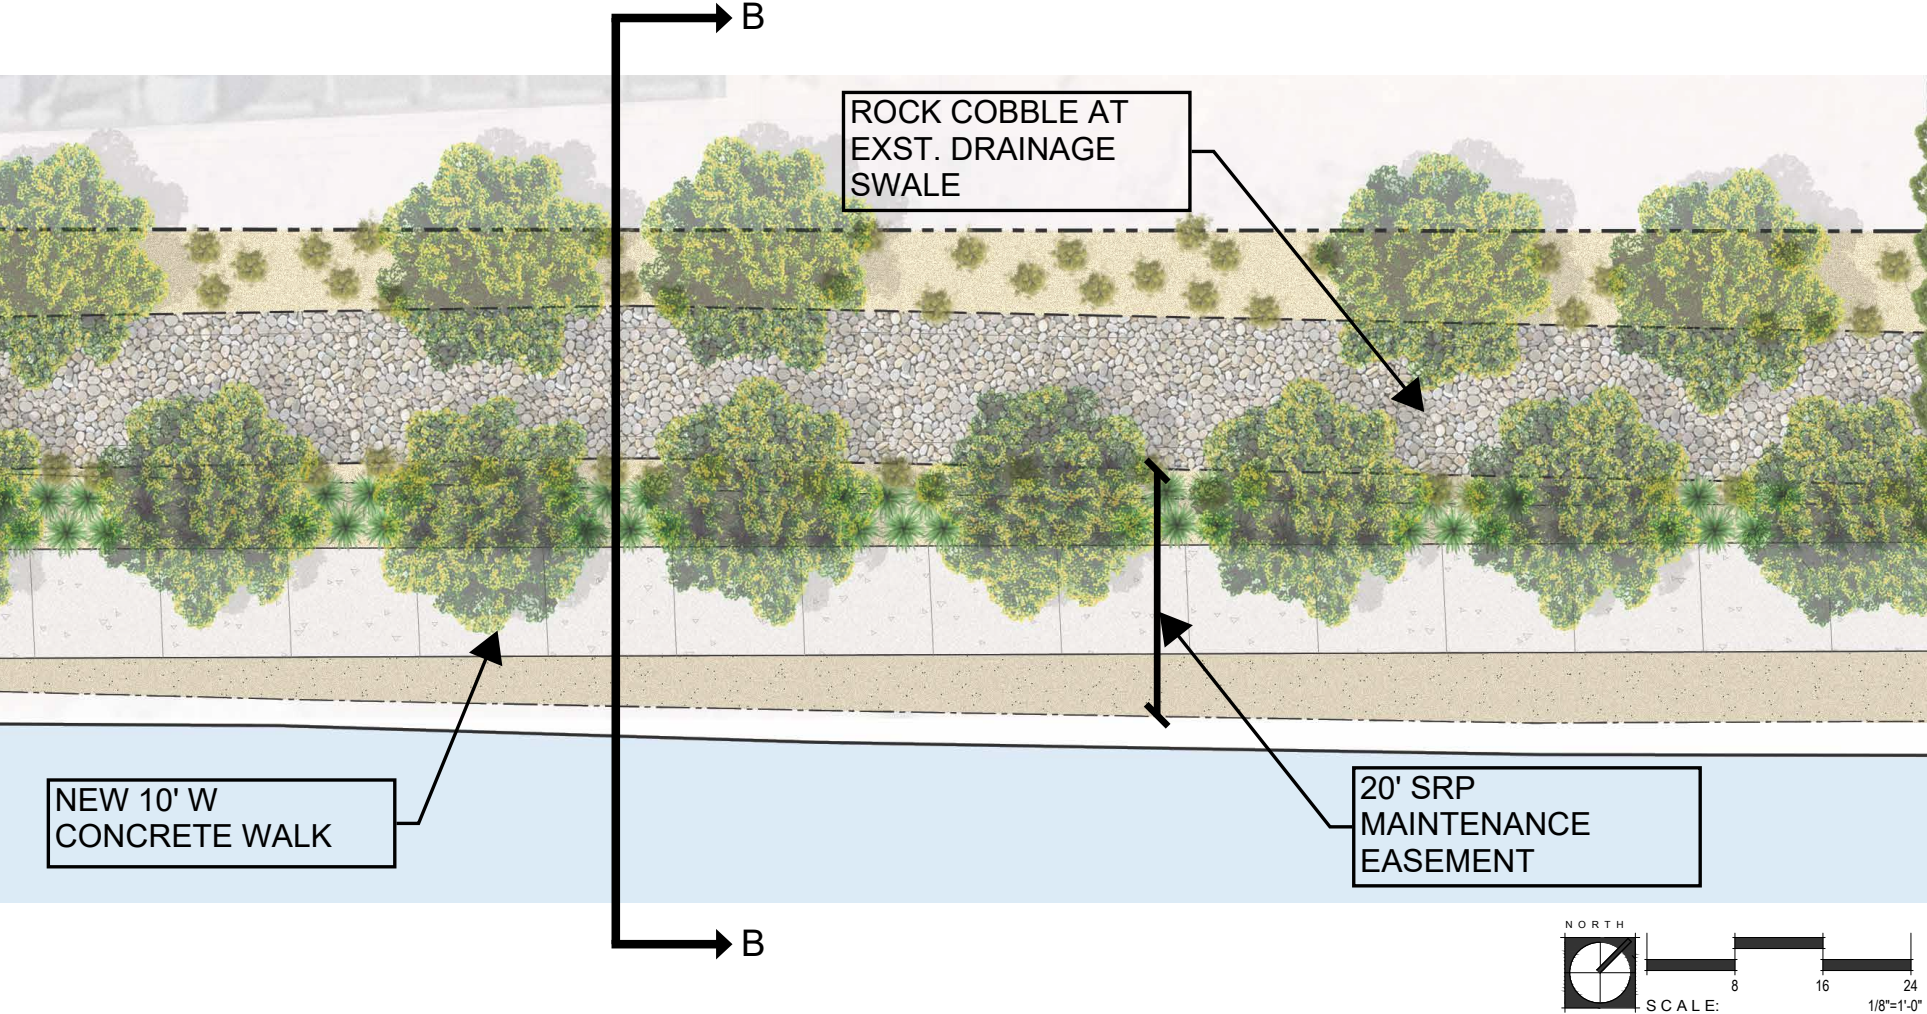 B
ROCK COBBLE AT
EXST. DRAINAGE
SWALE
NEW 10' W
CONCRETE WALK
20' SRP
MAINTENANCE
EASEMENT
B
NORTH
8 16 24
SCALE: 1/8"=1'-0"